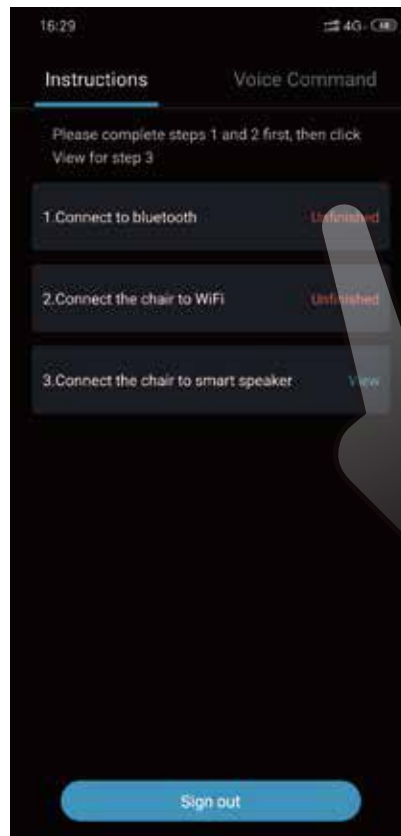 16:29 4G
Instructions Voice Command
Please complete steps 1 and 2 first, then click
View for step 3
1.Connect to bluetooth Unfinished
2.Connect the chair to WiFi Unfinished
3.Connect the chair to smart speaker View
Sign out